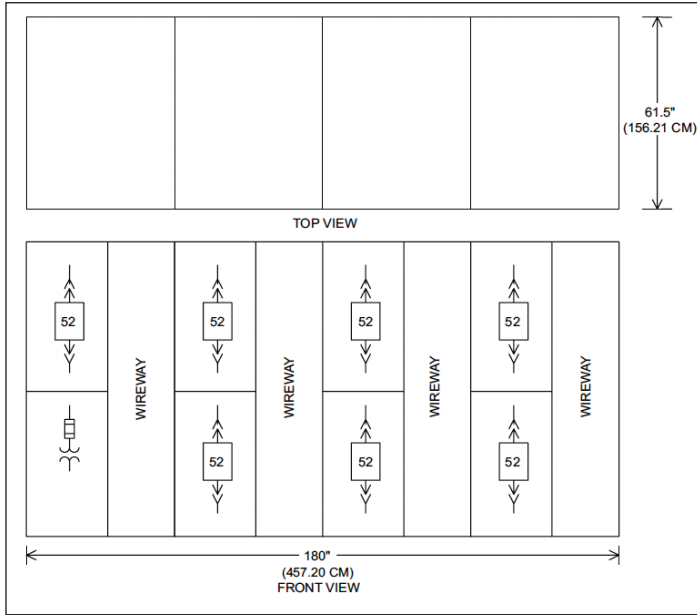 61.5"
(156.21 CM)
TOP VIEW
52
52
52
52
WIREWAY
WIREWAY
WIREWAY
WIREWAY
52
52
52
180"
(457.20 CM)
FRONT VIEW